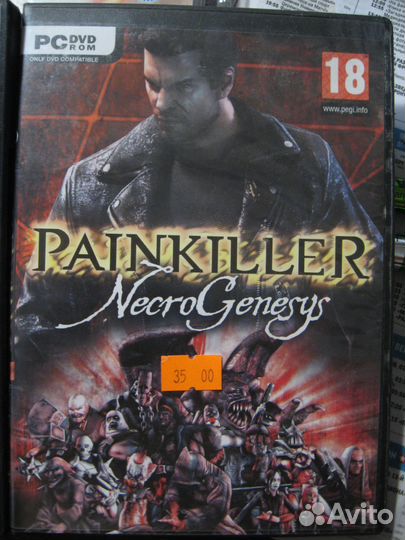 PC DVD ROM
ONLY DVD COMPATIBLE
18
www.pegi.info
PAINKILLER
NecroGenesys
35 00
Avito